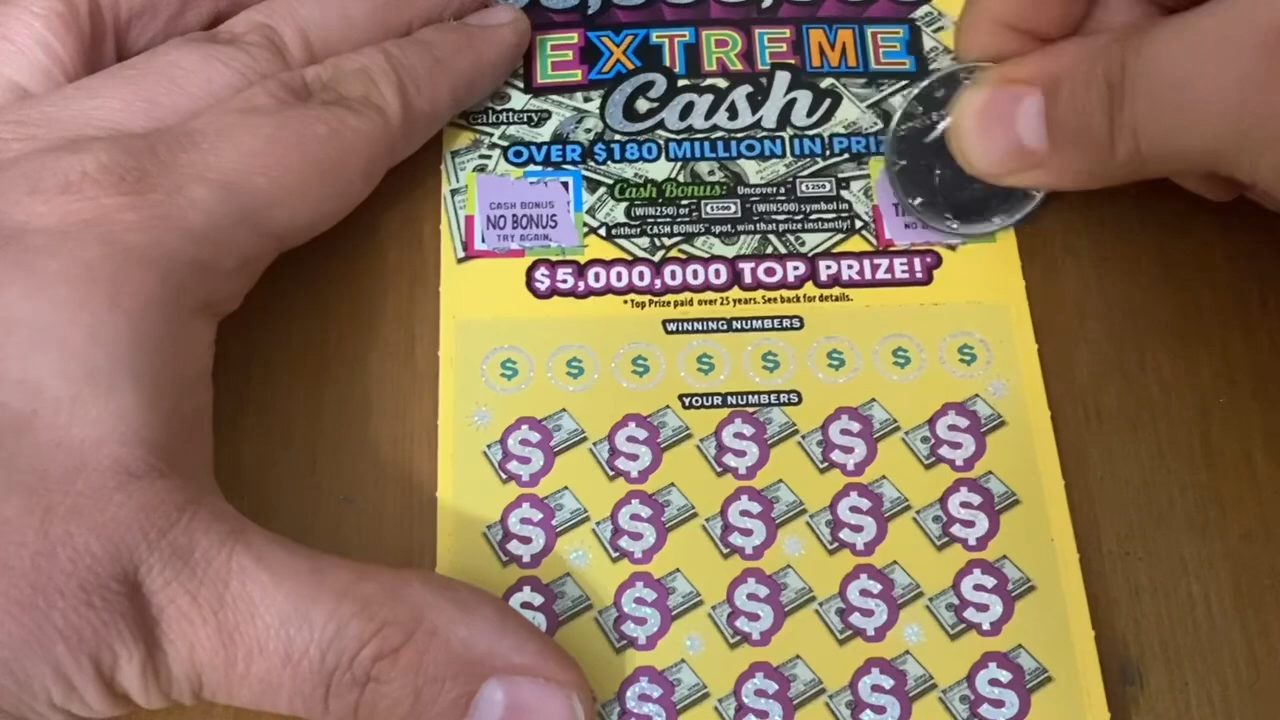 EXTREME
Cash
calottery
OVER $180 MILLION IN
Cash Bonus: Uncover a " $250 "
(WIN250) or " $500 " (WIN500) symbol in
either "CASH BONUS" spot, win that prize instantly!
CASH BONUS
NO BONUS
TRY AGAIN.
$5,000,000 TOP PRIZE!*
*Top Prize paid over 25 years. See back for details.
WINNING NUMBERS
$ $ $ $ $ $ $ $
YOUR NUMBERS
$ $ $ $ $
$ $ $ $ $
$ $ $ $ $
$ $ $ $